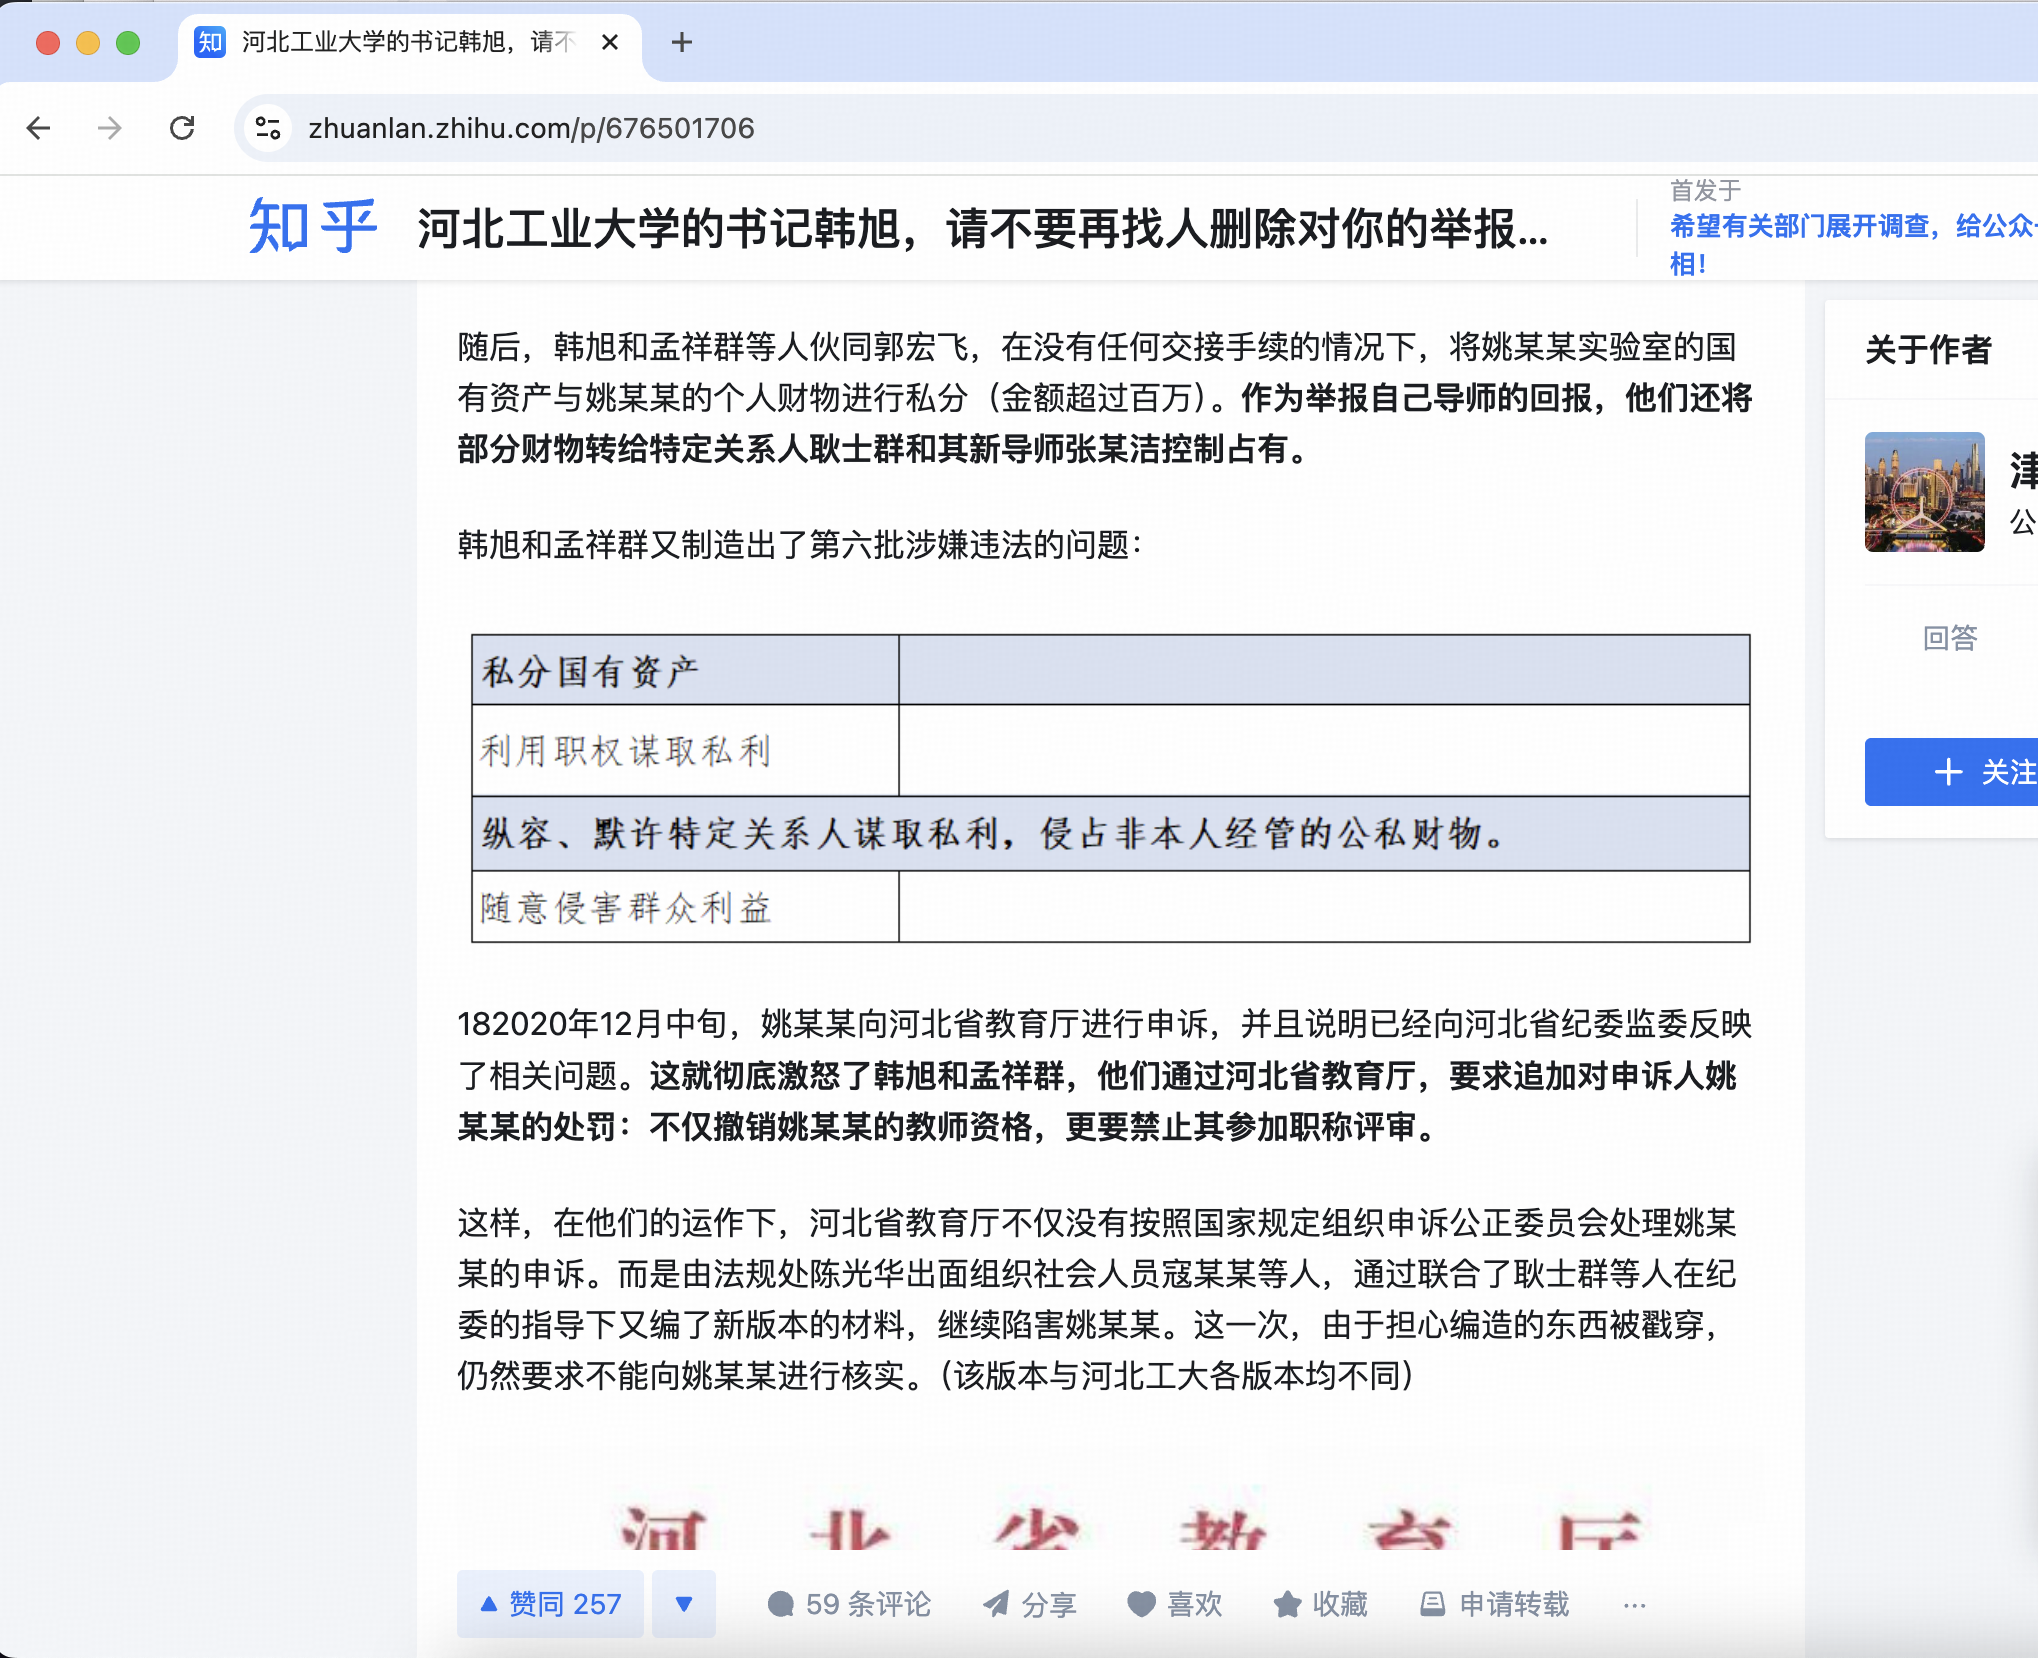 河北工业大学的书记韩旭，请不
zhuanlan.zhihu.com/p/676501706
知乎
河北工业大学的书记韩旭，请不要再找人删除对你的举报...
首发于
希望有关部门展开调查，给公众
相！
随后，韩旭和孟祥群等人伙同郭宏飞，在没有任何交接手续的情况下，将姚某某实验室的国
有资产与姚某某的个人财物进行私分（金额超过百万）。作为举报自己导师的回报，他们还将
部分财物转给特定关系人耿士群和其新导师张某洁控制占有。
韩旭和孟祥群又制造出了第六批涉嫌违法的问题：
私分国有资产
利用职权谋取私利
纵容、默许特定关系人谋取私利，侵占非本人经管的公私财物。
随意侵害群众利益
182020年12月中旬，姚某某向河北省教育厅进行申诉，并且说明已经向河北省纪委监委反映
了相关问题。这就彻底激怒了韩旭和孟祥群，他们通过河北省教育厅，要求追加对申诉人姚
某某的处罚：不仅撤销姚某某的教师资格，更要禁止其参加职称评审。
这样，在他们的运作下，河北省教育厅不仅没有按照国家规定组织申诉公正委员会处理姚某
某的申诉。而是由法规处陈光华出面组织社会人员寇某某等人，通过联合了耿士群等人在纪
委的指导下又编了新版本的材料，继续陷害姚某某。这一次，由于担心编造的东西被戳穿，
仍然要求不能向姚某某进行核实。（该版本与河北工大各版本均不同）
河北省教育厅
赞同 257
59 条评论
分享
喜欢
收藏
申请转载
...
关于作者
津
公
回答
关注